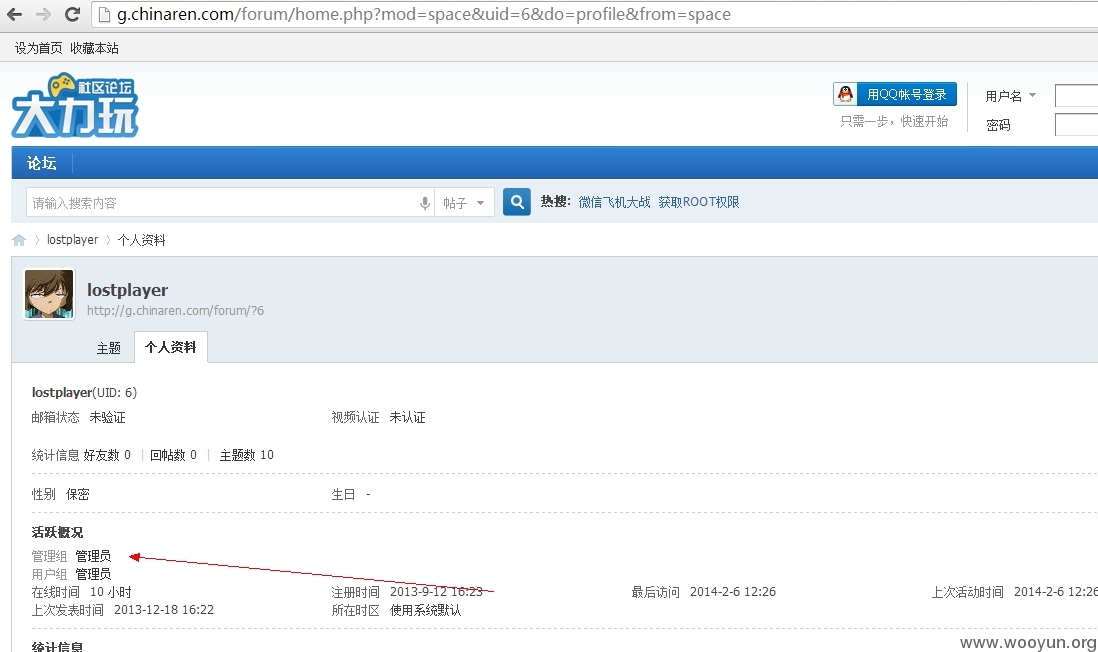 g.chinaren.com/forum/home.php?mod=space&uid=6&do=profile&from=space
设为首页 收藏本站
社区论坛
大力玩
用QQ帐号登录
只需一步，快速开始
用户名
密码
论坛
请输入搜索内容 帖子 热搜: 微信飞机大战 获取ROOT权限
lostplayer 个人资料
lostplayer
http://g.chinaren.com/forum/?6
主题 个人资料
lostplayer(UID: 6)
邮箱状态 未验证 视频认证 未认证
统计信息 好友数 0 | 回帖数 0 | 主题数 10
性别 保密 生日 -
活跃概况
管理组 管理员
用户组 管理员
在线时间 10 小时 注册时间 2013-9-12 16:23 最后访问 2014-2-6 12:26 上次活动时间 2014-2-6 12:26
上次发表时间 2013-12-18 16:22 所在时区 使用系统默认
统计信息
www.wooyun.org